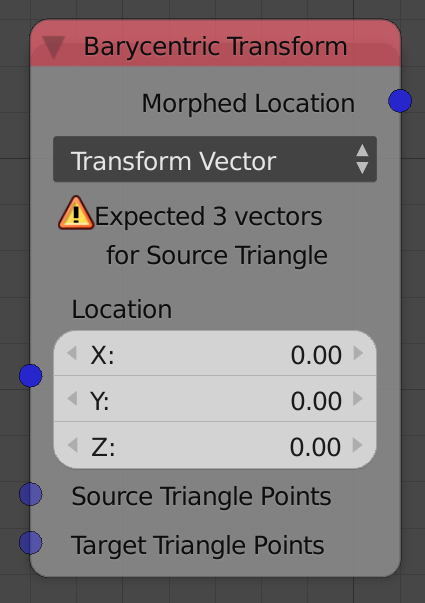 Barycentric Transform
Morphed Location
Transform Vector
Expected 3 vectors
for Source Triangle
Location
X: 0.00
Y: 0.00
Z: 0.00
Source Triangle Points
Target Triangle Points